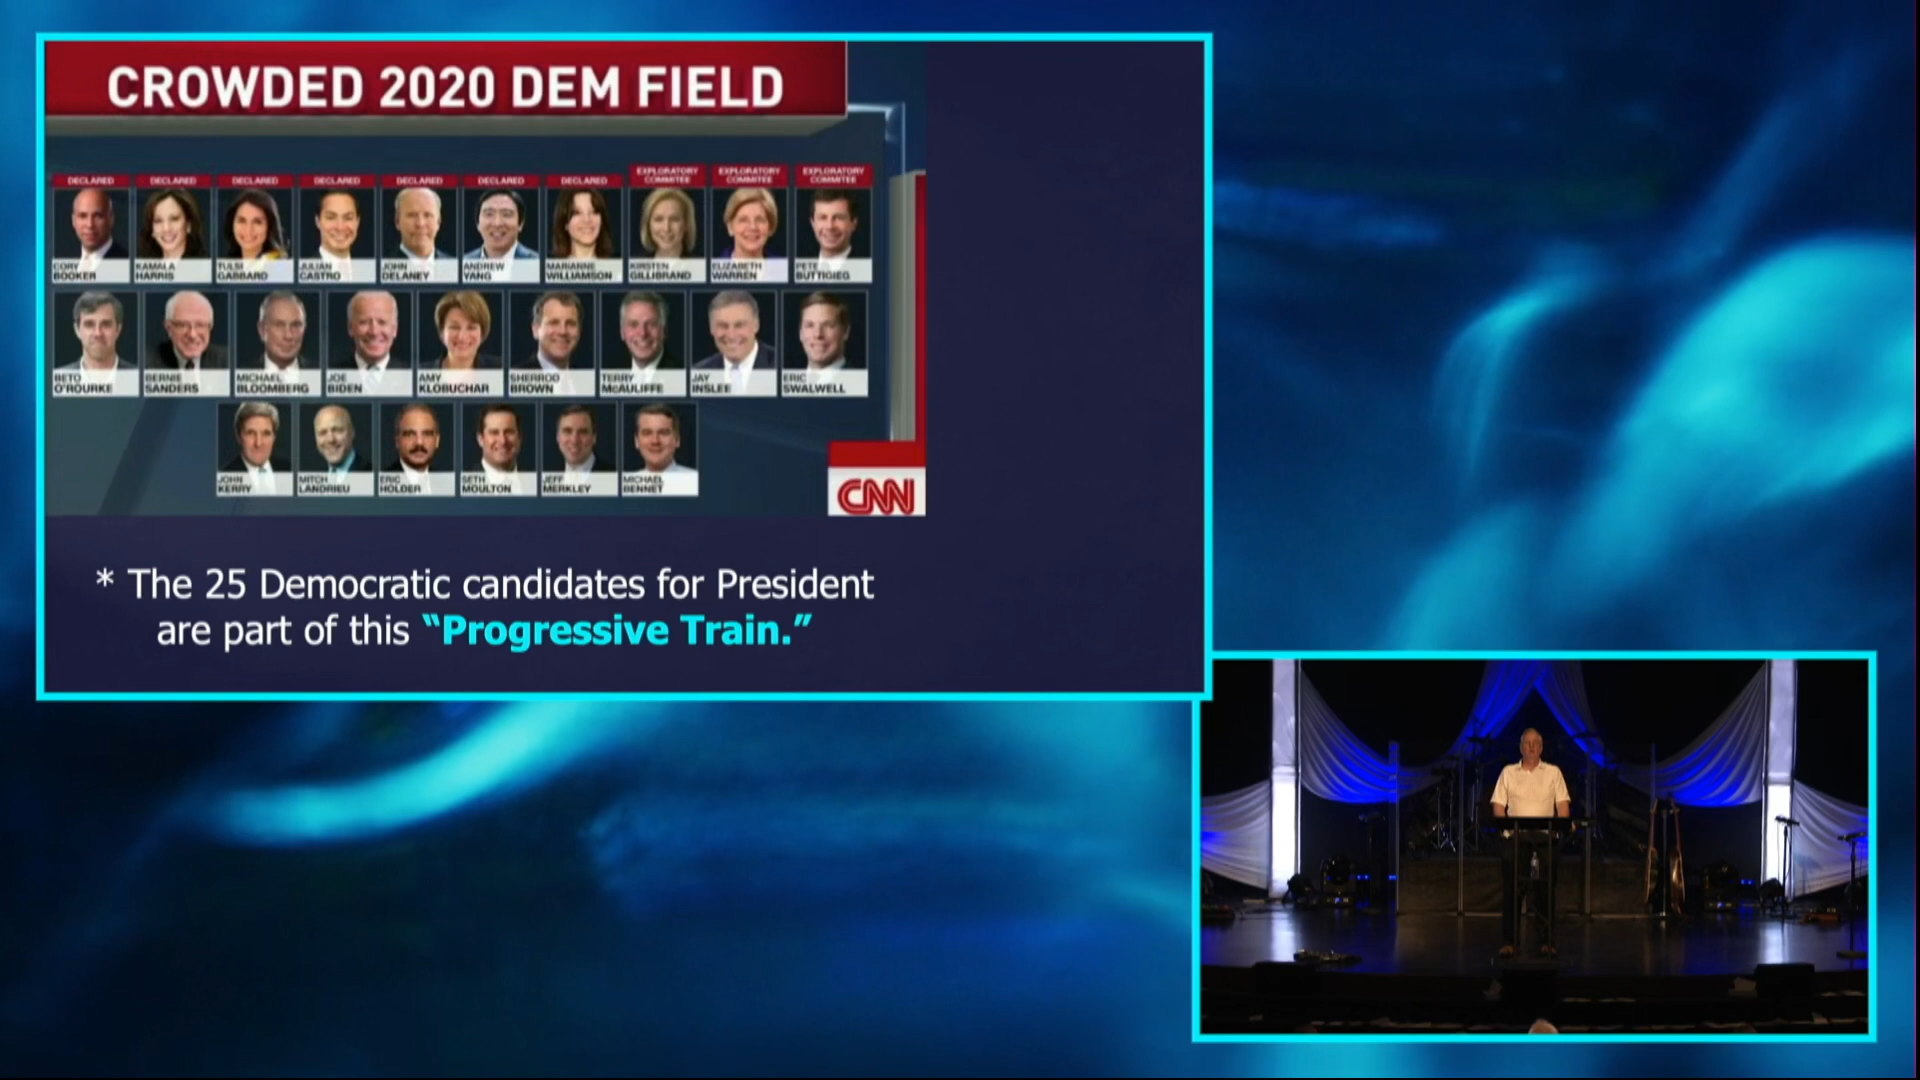 CROWDED 2020 DEM FIELD
DECLARED DECLARED DECLARED DECLARED DECLARED DECLARED DECLARED EXPLORATORY COMMITEE EXPLORATORY COMMITEE EXPLORATORY COMMITEE
CORY BOOKER
KAMALA HARRIS
TULSI GABBARD
JULIAN CASTRO
JOHN DELANEY
ANDREW YANG
MARIANNE WILLIAMSON
KIRSTEN GILLIBRAND
ELIZABETH WARREN
PETE BUTTIGIEG
BETO O'ROURKE
BERNIE SANDERS
MICHAEL BLOOMBERG
JOE BIDEN
AMY KLOBUCHAR
SHERROD BROWN
TERRY McAULIFFE
JAY INSLEE
ERIC SWALWELL
JOHN KERRY
MITCH LANDRIEU
ERIC HOLDER
SETH MOULTON
JEFF MERKLEY
MICHAEL BENNET
CNN
* The 25 Democratic candidates for President
are part of this “Progressive Train.”